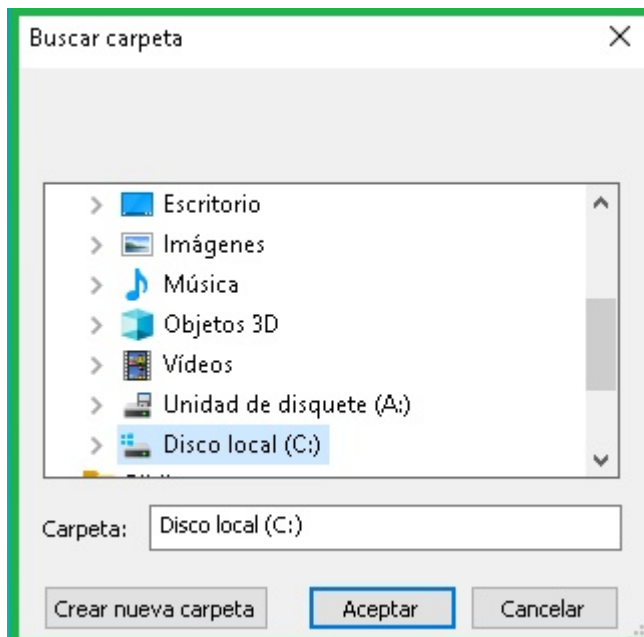 Buscar carpeta
Escritorio
Imágenes
Música
Objetos 3D
Vídeos
Unidad de disquete (A:)
Disco local (C:)
Carpeta: Disco local (C:)
Crear nueva carpeta Aceptar Cancelar